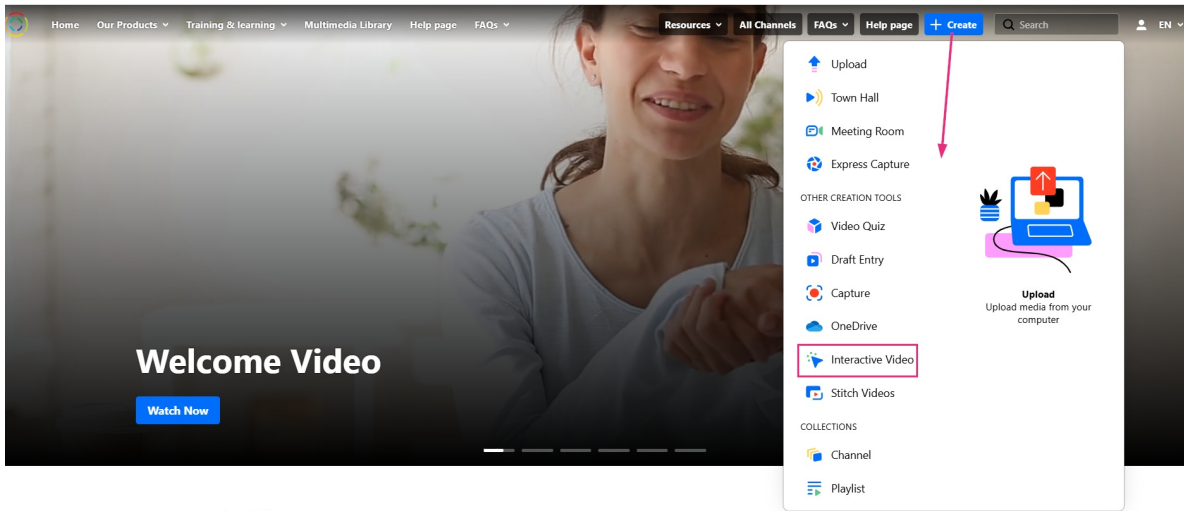 Home Our Products Training & learning Multimedia Library Help page FAQs Resources All Channels FAQs Help page + Create Search EN
Upload
Town Hall
Meeting Room
Express Capture
OTHER CREATION TOOLS
Video Quiz
Draft Entry
Capture
OneDrive
Interactive Video
Stitch Videos
COLLECTIONS
Channel
Playlist
Upload
Upload media from your
computer
Welcome Video
Watch Now